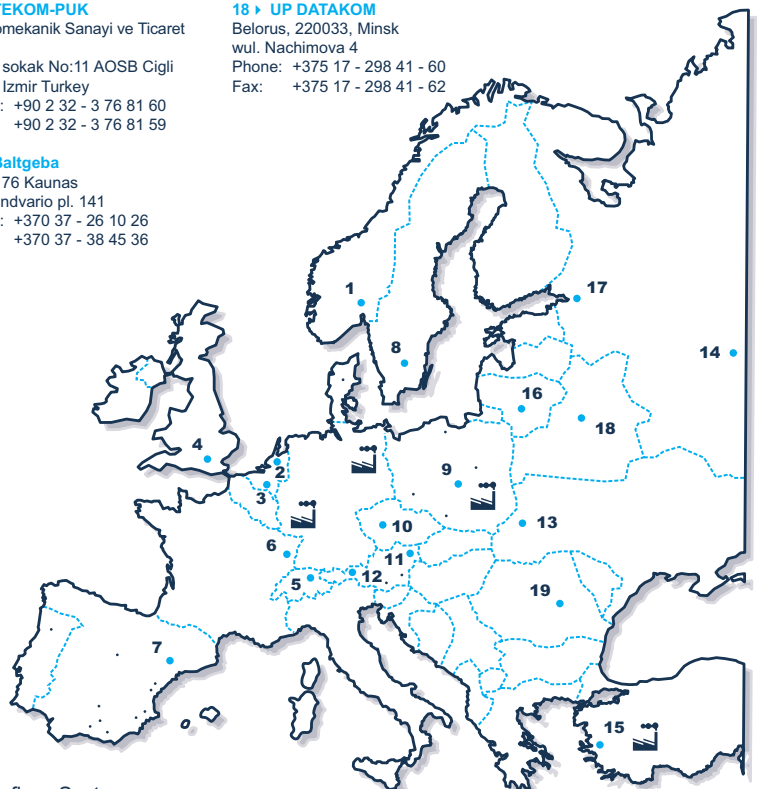 TEKOM-PUK
omekanik Sanayi ve Ticaret
sokak No:11 AOSB Cigli
Izmir Turkey
: +90 2 32 - 3 76 81 60
+90 2 32 - 3 76 81 59
Baltgeba
76 Kaunas
ndvario pl. 141
: +370 37 - 26 10 26
+370 37 - 38 45 36
18 UP DATAKOM
Belorus, 220033, Minsk
wul. Nachimova 4
Phone: +375 17 - 298 41 - 60
Fax: +375 17 - 298 41 - 62
1
17
8
14
16
18
4
2
9
3
13
10
6
11
12
5
19
7
15